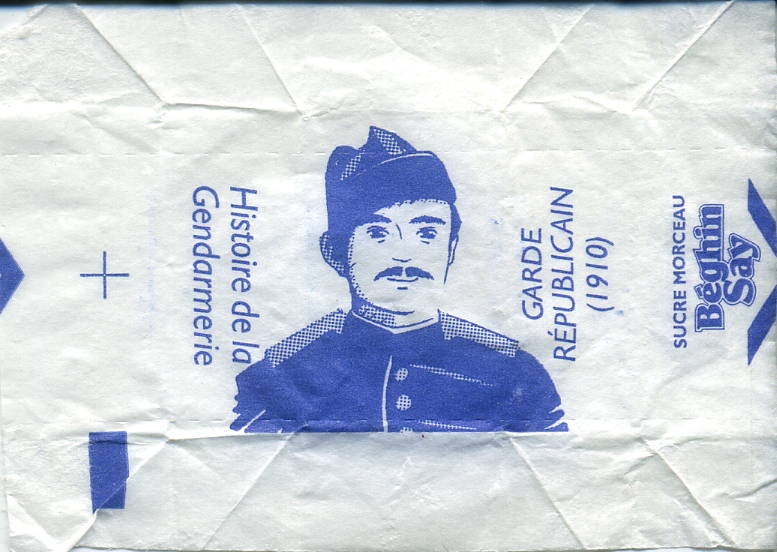 Histoire de la
Gendarmerie
GARDE
RÉPUBLICAIN
(1910)
SUCRE MORCEAU
Béghin
Say